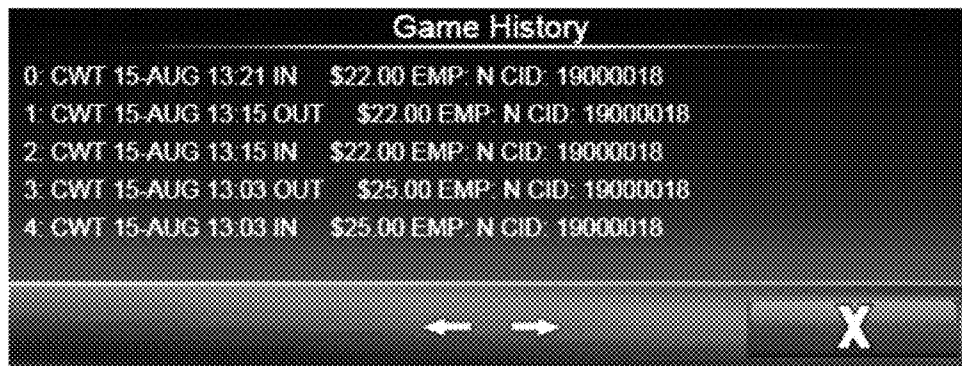 Game History
0: CWT 15-AUG 13:21 IN $22.00 EMP: N CID: 19000018
1: CWT 15-AUG 13:15 OUT $22.00 EMP: N CID: 19000018
2: CWT 15-AUG 13:15 IN $22.00 EMP: N CID: 19000018
3: CWT 15-AUG 13:03 OUT $25.00 EMP: N CID: 19000018
4: CWT 15-AUG 13:03 IN $25.00 EMP: N CID: 19000018
X